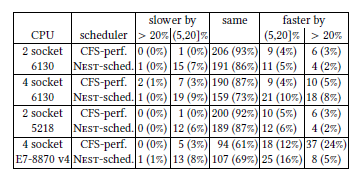 slower by same faster by
CPU scheduler > 20% (5,20]% (5,20]% > 20%
2 socket CFS-perf. 0 (0%) 1 (0%) 206 (93%) 9 (4%) 6 (3%)
6130 NEST-sched. 1 (0%) 15 (7%) 191 (86%) 11 (5%) 4 (2%)
4 socket CFS-perf. 2 (1%) 7 (3%) 190 (87%) 9 (4%) 10 (5%)
6130 NEST-sched. 1 (0%) 19 (9%) 159 (73%) 21 (10%) 18 (8%)
2 socket CFS-perf. 0 (0%) 1 (0%) 200 (92%) 10 (5%) 6 (3%)
5218 NEST-sched. 0 (0%) 12 (6%) 189 (87%) 12 (6%) 4 (2%)
4 socket CFS-perf. 0 (0%) 5 (3%) 94 (61%) 18 (12%) 37 (24%)
E7-8870 v4 NEST-sched. 1 (1%) 13 (8%) 107 (69%) 25 (16%) 8 (5%)